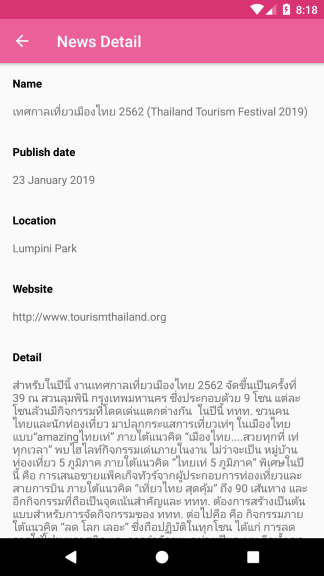 8:18
News Detail
Name
เทศกาลเที่ยวเมืองไทย 2562 (Thailand Tourism Festival 2019)
Publish date
23 January 2019
Location
Lumpini Park
Website
http://www.tourismthailand.org
Detail
สำหรับในปีนี้ งานเทศกาลเที่ยวเมืองไทย 2562 จัดขึ้นเป็นครั้งที่
39 ณ สวนลุมพินี กรุงเทพมหานคร ซึ่งประกอบด้วย 9 โซน แต่ละ
โซนล้วนมีกิจกรรมที่โดดเด่นแตกต่างกัน ในปีนี้ ททท. ชวนคน
ไทยและนักท่องเที่ยว มาปลุกกระแสการเที่ยวเท่ๆ ในเมืองไทย
แบบ“amazing ไทยเท่” ภายใต้แนวคิด “เมืองไทย....สวยทุกที่ เท่
ทุกเวลา” พบไฮไลท์กิจกรรมเด่นภายในงาน ไม่ว่าจะเป็น หมู่บ้าน
ท่องเที่ยว 5 ภูมิภาค ภายใต้แนวคิด “ไทยเท่ 5 ภูมิภาค” พิเศษในปี
นี้ คือ การเสนอขายแพ็คเกจทัวร์จากผู้ประกอบการท่องเที่ยวและ
สายการบิน ภายใต้แนวคิด “เที่ยวไทย สุดคุ้ม” ถึง 90 เส้นทาง และ
อีกกิจกรรมที่ถือเป็นจุดเน้นสำคัญและ ททท. ต้องการสร้างเป็นต้น
แบบสำหรับการจัดกิจกรรมของ ททท. ต่อไปคือ คือ กิจกรรมภาย
ใต้แนวคิด “ลด โลก เลอะ” ซึ่งถือปฏิบัติในทุกโซน ได้แก่ การลด